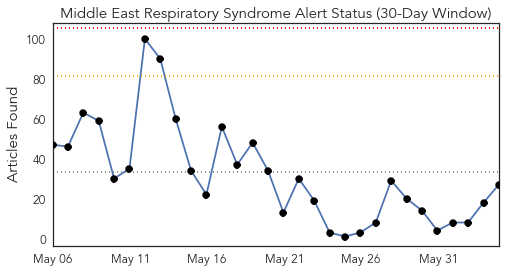 Middle East Respiratory Syndrome Alert Status (30-Day Window)
Articles Found
100
80
60
40
20
0
May 06 May 11 May 16 May 21 May 26 May 31